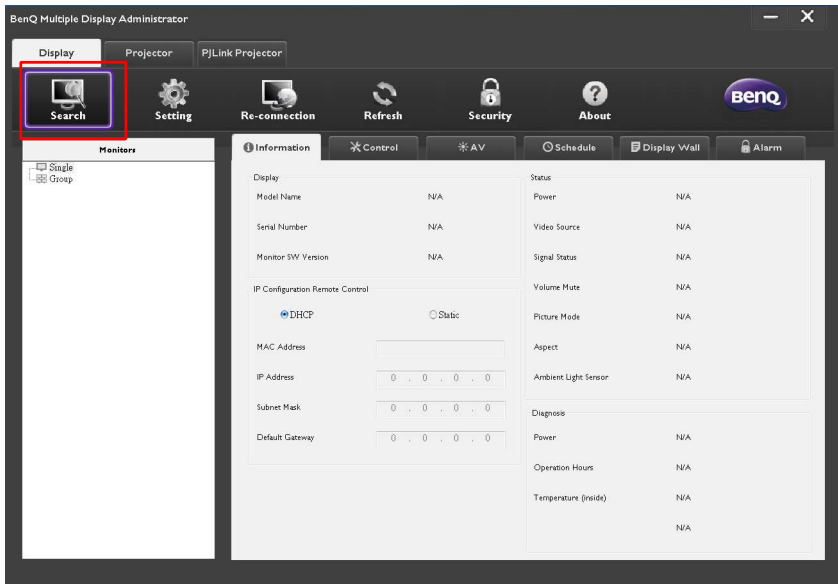 BenQ Multiple Display Administrator
Display Projector PJLink Projector
Search Setting Re-connection Refresh Security About BenQ
Monitors
Single
Group
Information Control AV Schedule Display Wall Alarm
Display
Model Name N/A
Serial Number N/A
Monitor SW Version N/A
IP Configuration Remote Control
DHCP Static
MAC Address
IP Address 0 . 0 . 0 . 0
Subnet Mask 0 . 0 . 0 . 0
Default Gateway 0 . 0 . 0 . 0
Status
Power N/A
Video Source N/A
Signal Status N/A
Volume Mute N/A
Picture Mode N/A
Aspect N/A
Ambient Light Sensor N/A
Diagnosis
Power N/A
Operation Hours N/A
Temperature (inside) N/A
N/A